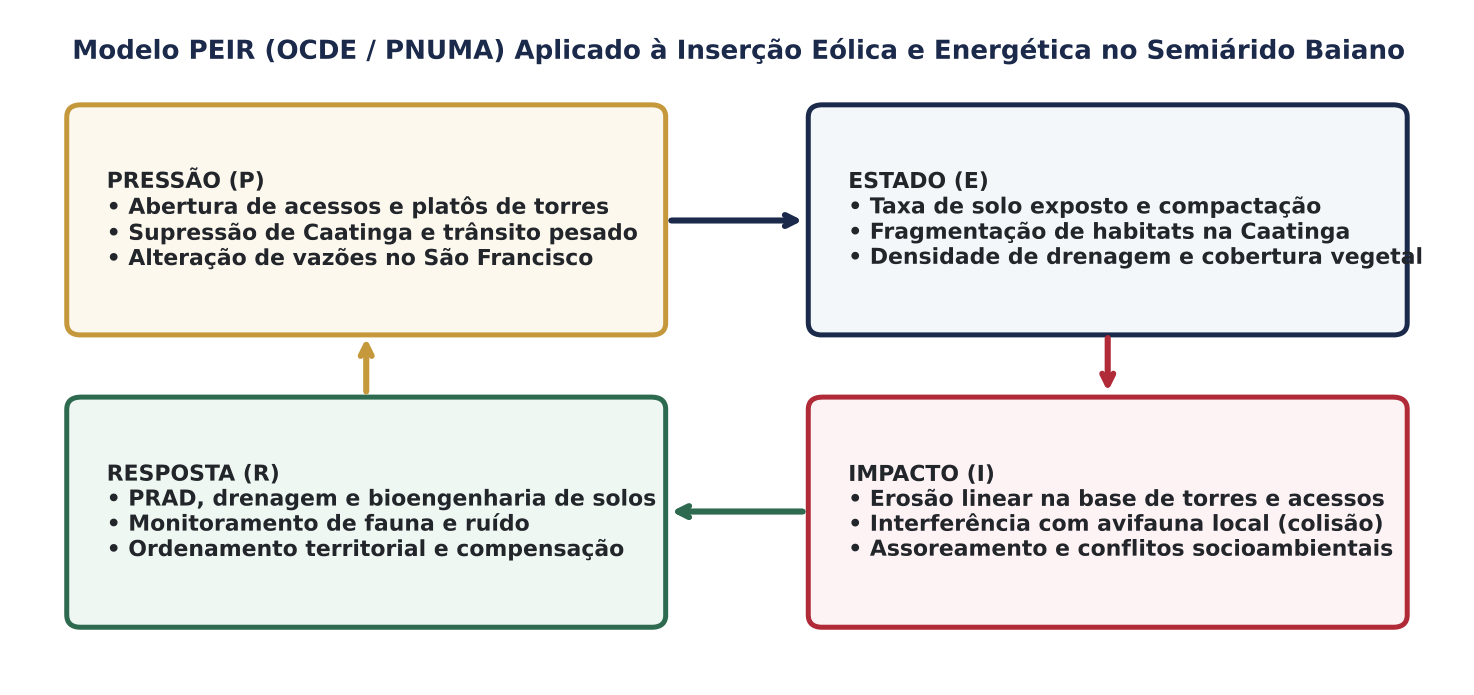 Modelo PEIR (OCDE / PNUMA) Aplicado à Inserção Eólica e Energética no Semiárido Baiano
PRESSÃO (P)
• Abertura de acessos e platôs de torres
• Supressão de Caatinga e trânsito pesado
• Alteração de vazões no São Francisco
ESTADO (E)
• Taxa de solo exposto e compactação
• Fragmentação de habitats na Caatinga
• Densidade de drenagem e cobertura vegetal
RESPOSTA (R)
• PRAD, drenagem e bioengenharia de solos
• Monitoramento de fauna e ruído
• Ordenamento territorial e compensação
IMPACTO (I)
• Erosão linear na base de torres e acessos
• Interferência com avifauna local (colisão)
• Assoreamento e conflitos socioambientais